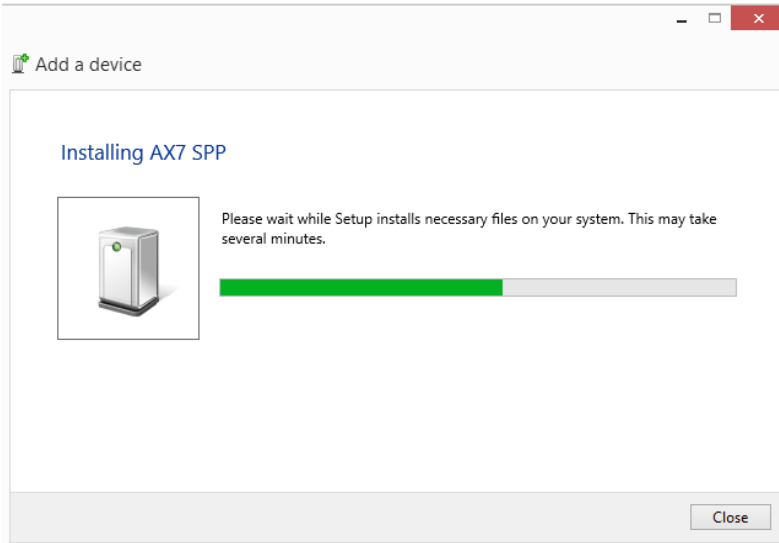 Add a device
Installing AX7 SPP
Please wait while Setup installs necessary files on your system. This may take
several minutes.
Close